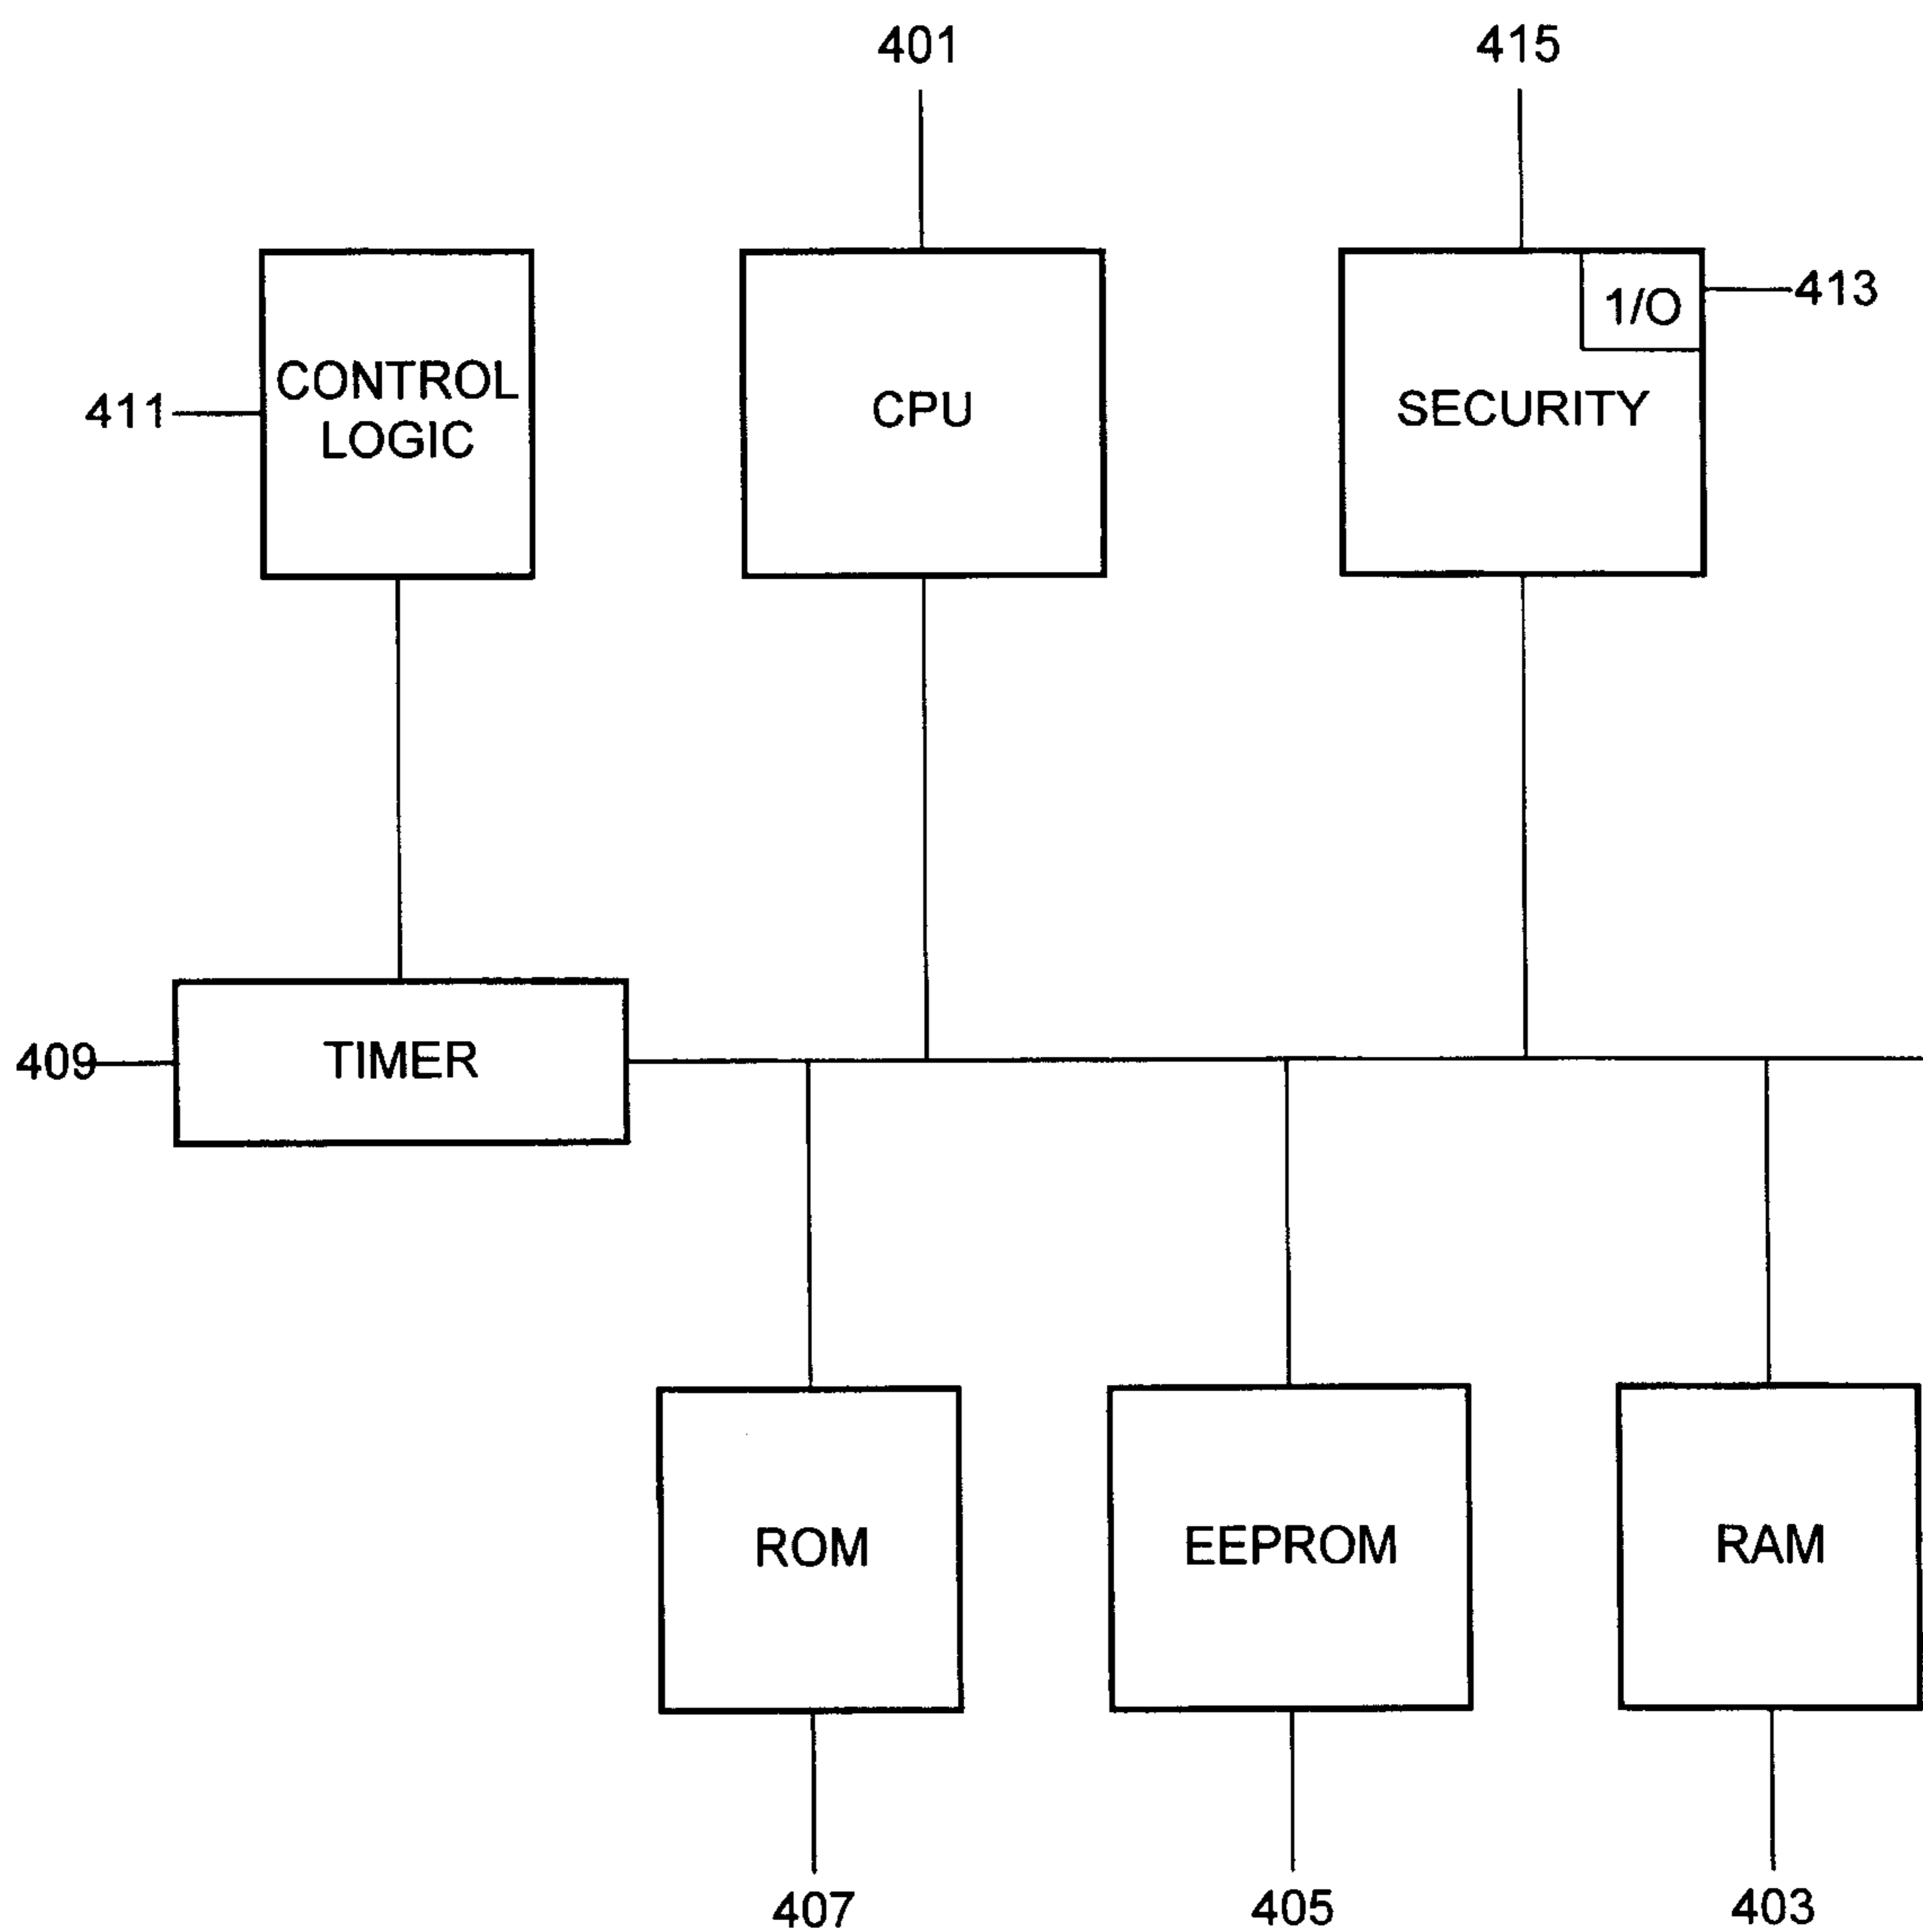 401
415
1/O
413
CONTROL
LOGIC
411
CPU
SECURITY
409
TIMER
ROM
EEPROM
RAM
407
405
403